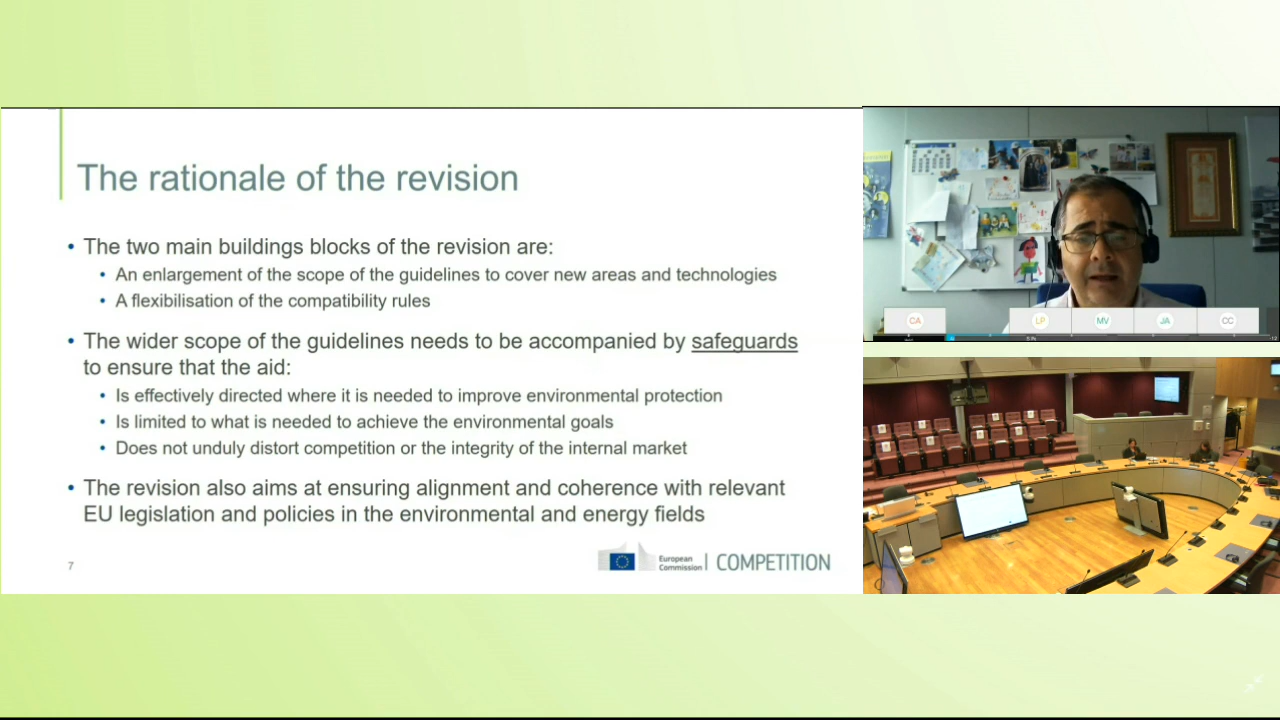 The rationale of the revision
• The two main buildings blocks of the revision are:
• An enlargement of the scope of the guidelines to cover new areas and technologies
• A flexibilisation of the compatibility rules
• The wider scope of the guidelines needs to be accompanied by safeguards
to ensure that the aid:
• Is effectively directed where it is needed to improve environmental protection
• Is limited to what is needed to achieve the environmental goals
• Does not unduly distort competition or the integrity of the internal market
• The revision also aims at ensuring alignment and coherence with relevant
EU legislation and policies in the environmental and energy fields
7
European
Commission
COMPETITION
CA
LP
MV
JA
CC